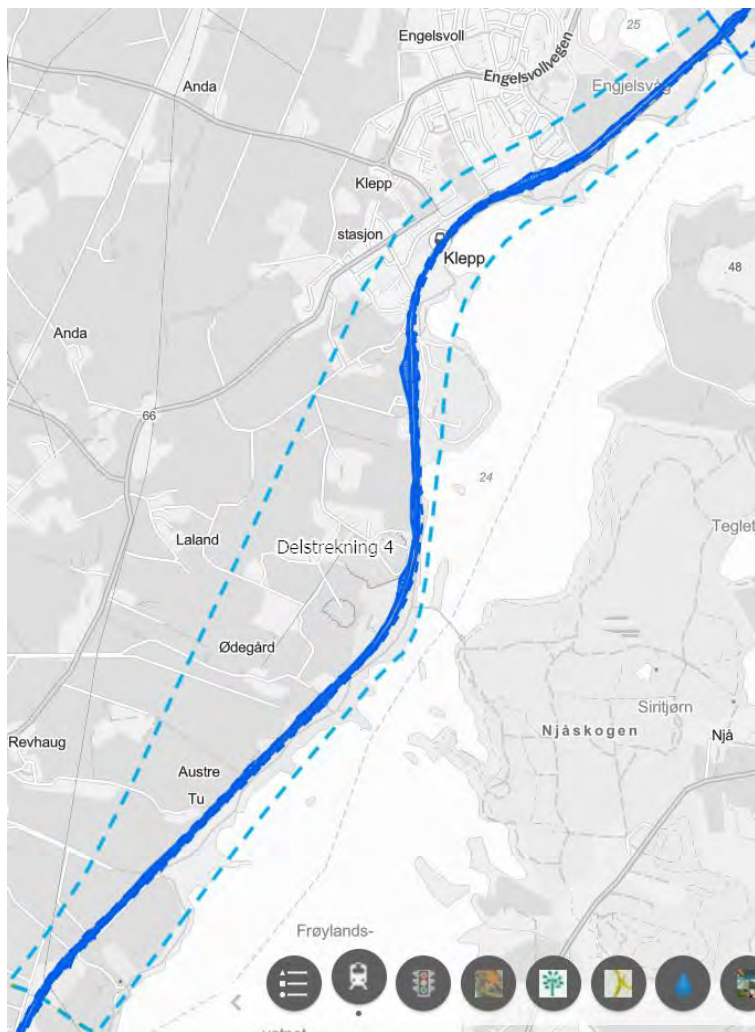 25
Engelsvoll
Engelsvollvegen
Anda
Engjelsvåg
Klepp
stasjon
Klepp
48
Anda
66
24
Teglet
Laland
Delstrekning 4
Ødegård
Siritjørn
Njåskogen
Njå
Revhaug
Austre
Tu
Frøylands-